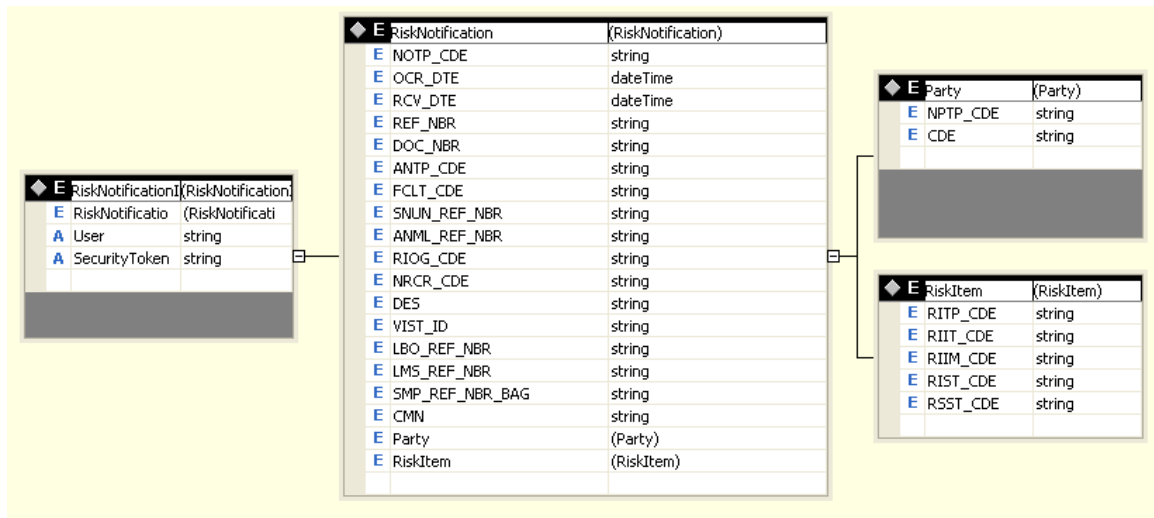 E RiskNotificationI (RiskNotificationI
E RiskNotificatio (RiskNotificati
A User string
A SecurityToken string
E RiskNotification (RiskNotification)
E NOTP_CDE string
E OCR_DTE dateTime
E RCV_DTE dateTime
E REF_NBR string
E DOC_NBR string
E ANTP_CDE string
E FCLT_CDE string
E SNUN_REF_NBR string
E ANML_REF_NBR string
E RIOG_CDE string
E NRCR_CDE string
E DES string
E VIST_ID string
E LBO_REF_NBR string
E LMS_REF_NBR string
E SMP_REF_NBR_BAG string
E CMN string
E Party (Party)
E RiskItem (RiskItem)
E Party (Party)
E NPTP_CDE string
E CDE string
E RiskItem (RiskItem)
E RITP_CDE string
E RIIT_CDE string
E RIIM_CDE string
E RIST_CDE string
E RSST_CDE string